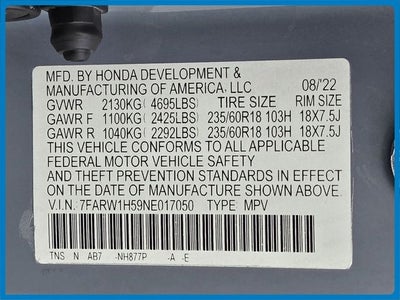 MFD. BY HONDA DEVELOPMENT &
MANUFACTURING OF AMERICA, LLC 08/'22
GVWR 2130KG (4695LBS) TIRE SIZE RIM SIZE
GAWR F 1100KG (2425LBS) 235/60R18 103H 18X7.5J
GAWR R 1040KG (2292LBS) 235/60R18 103H 18X7.5J
THIS VEHICLE CONFORMS TO ALL APPLICABLE
FEDERAL MOTOR VEHICLE SAFETY
AND THEFT PREVENTION STANDARDS IN EFFECT
ON THE DATE OF MANUFACTURE SHOWN ABOVE.
V.I.N. 7FARW1H59NE017050 TYPE MPV
TNS N AB7 -NH877P -A -E